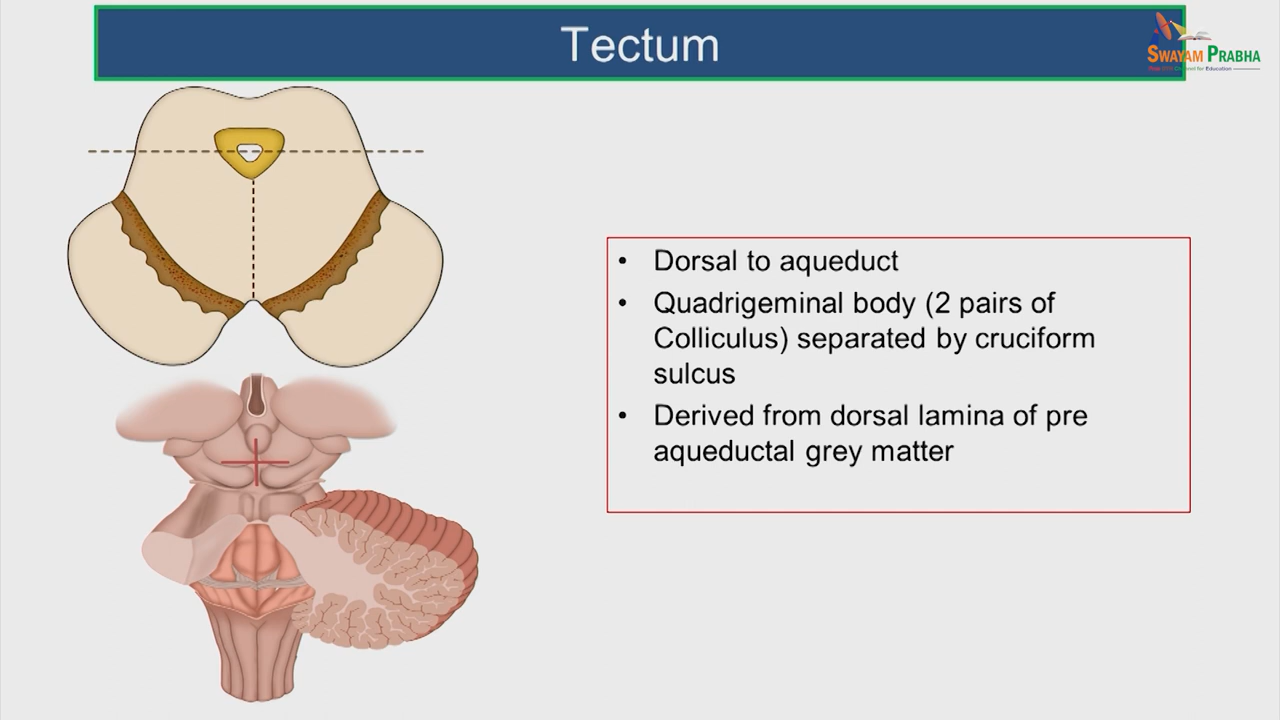 Tectum
SWAYAM PRABHA
• Dorsal to aqueduct
• Quadrigeminal body (2 pairs of
Colliculus) separated by cruciform
sulcus
• Derived from dorsal lamina of pre
aqueductal grey matter